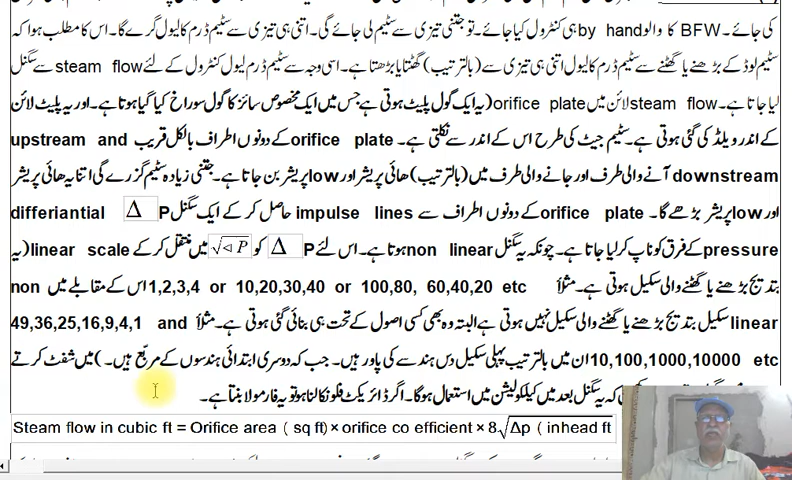 کی جائے۔ BFW کا والو by hand ہی کنٹرول کیا جائے۔ تو جتنی تیزی سے سٹیم لی جائے گی۔ اتنی ہی تیزی سے سٹیم ڈرم کا لیول گرے گا۔ اس کا مطلب ہوا کہ
سٹیم لوڈ کے بڑھنے یا گھٹنے سے سٹیم ڈرم کا لیول اتنی ہی تیزی سے (بالترتیب) گھٹتا یا بڑھتا ہے۔ اسی وجہ سے سٹیم ڈرم لیول کنٹرول کے لئے steam flow سے سگنل
لیا جاتا ہے۔ steam flow لائن میں orifice plate (یہ ایک گول پلیٹ ہوتی ہے جس میں ایک مخصوص سائز کا گول سوراخ کیا گیا ہوتا ہے۔ اور یہ پلیٹ لائن
کے اندر ویلڈ کی گئی ہوتی ہے۔ سٹیم جیٹ کی طرح اس کے اندر سے نکلتی ہے۔ orifice plate کے دونوں اطراف بالکل قریب upstream and
downstream آنے والی طرف اور جانے والی طرف میں (بالترتیب) ھائی پریشر اور low پریشر بن جاتا ہے۔ جتنی زیادہ سٹیم گزرے گی اتنا یہ ھائی پریشر
اور low پریشر بڑھے گا۔ orifice plate کے دونوں اطراف سے impulse lines حاصل کر کے ایک سگنل Δ P differiantial
pressure کے فرق کو ناپ کر لیا جاتا ہے۔ چونکہ یہ سگنل non linear ہوتا ہے۔ اس لئے Δ P کو √◁P میں منتقل کر کے linear scale (یہ
بتدریج بڑھنے یا گھٹنے والی سکیل ہوتی ہے۔ مثلاً 1,2,3,4 or 10,20,30,40 or 100,80, 60,40,20 etc اس کے مقابلے میں non
linear سکیل بتدریج بڑھنے یا گھٹنے والی سکیل نہیں ہوتی ہے البتہ وہ بھی کسی اصول کے تحت ہی بنائی گئی ہوتی ہے۔ مثلاً 49,36,25,16,9,4,1 and
10,100,1000,10000 etc ان میں بالترتیب پہلی سکیل دس ہندسے کی پاور ہیں۔ جب کہ دوسری ابتدائی ہندسوں کے مربّع ہیں۔ ) میں شفٹ کرتے
کہ یہ سگنل بعد میں کیلکولیشن میں استعمال ہو گا۔ اگر ڈائریکٹ فلو نکالنا ہو تو یہ فارمولا بنتا ہے۔
Steam flow in cubic ft = Orifice area ( sq ft) × orifice co efficient × 8√Δp ( inhead ft